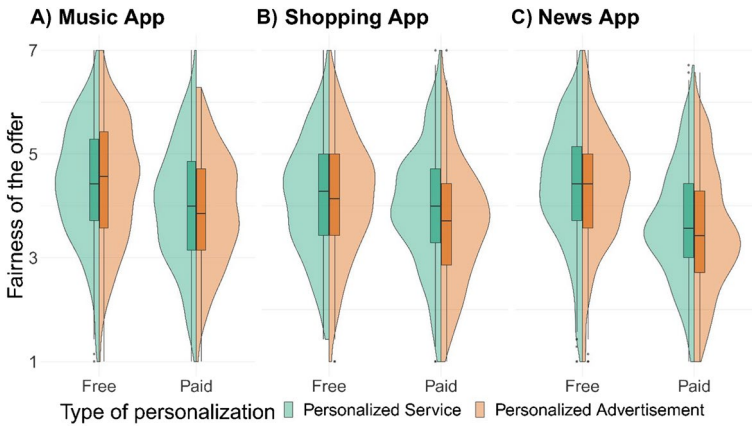 A) Music App
B) Shopping App
C) News App
Fairness of the offer
7
5
3
1
Free
Paid
Free
Paid
Free
Paid
Type of personalization
Personalized Service
Personalized Advertisement